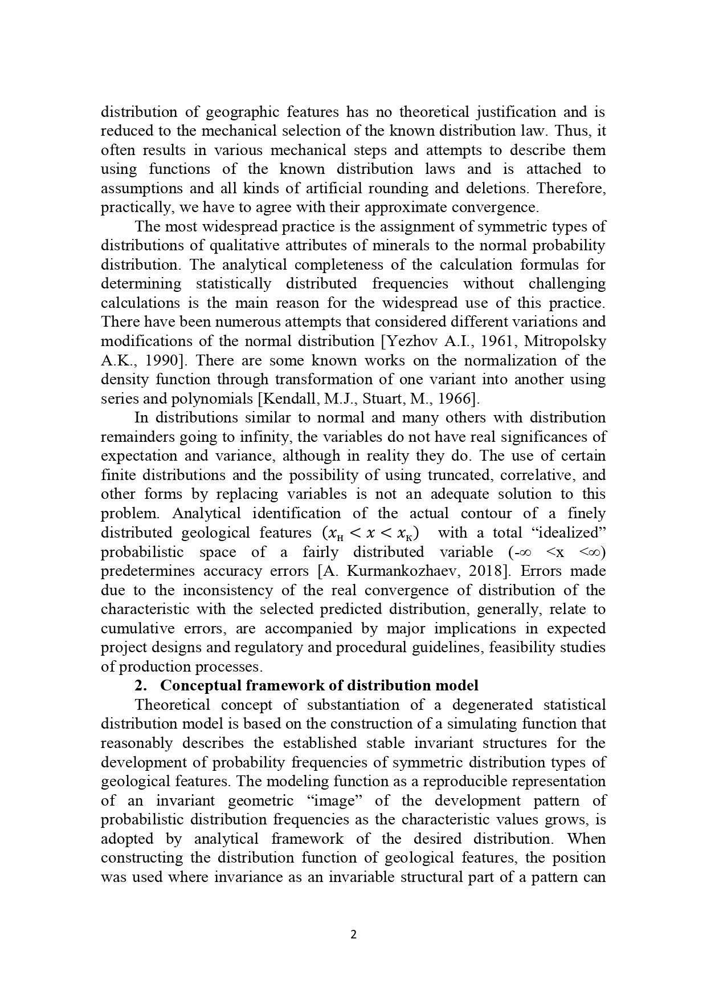 distribution of geographic features has no theoretical justification and is
reduced to the mechanical selection of the known distribution law. Thus, it
often results in various mechanical steps and attempts to describe them
using functions of the known distribution laws and is attached to
assumptions and all kinds of artificial rounding and deletions. Therefore,
practically, we have to agree with their approximate convergence.
The most widespread practice is the assignment of symmetric types of
distributions of qualitative attributes of minerals to the normal probability
distribution. The analytical completeness of the calculation formulas for
determining statistically distributed frequencies without challenging
calculations is the main reason for the widespread use of this practice.
There have been numerous attempts that considered different variations and
modifications of the normal distribution [Yezhov A.I., 1961, Mitropolsky
A.K., 1990]. There are some known works on the normalization of the
density function through transformation of one variant into another using
series and polynomials [Kendall, M.J., Stuart, M., 1966].
In distributions similar to normal and many others with distribution
remainders going to infinity, the variables do not have real significances of
expectation and variance, although in reality they do. The use of certain
finite distributions and the possibility of using truncated, correlative, and
other forms by replacing variables is not an adequate solution to this
problem. Analytical identification of the actual contour of a finely
distributed geological features (xн < x < xк) with a total “idealized”
probabilistic space of a fairly distributed variable (-∞ <x <∞)
predetermines accuracy errors [A. Kurmankozhaev, 2018]. Errors made
due to the inconsistency of the real convergence of distribution of the
characteristic with the selected predicted distribution, generally, relate to
cumulative errors, are accompanied by major implications in expected
project designs and regulatory and procedural guidelines, feasibility studies
of production processes.
2. Conceptual framework of distribution model
Theoretical concept of substantiation of a degenerated statistical
distribution model is based on the construction of a simulating function that
reasonably describes the established stable invariant structures for the
development of probability frequencies of symmetric distribution types of
geological features. The modeling function as a reproducible representation
of an invariant geometric “image” of the development pattern of
probabilistic distribution frequencies as the characteristic values grows, is
adopted by analytical framework of the desired distribution. When
constructing the distribution function of geological features, the position
was used where invariance as an invariable structural part of a pattern can
2